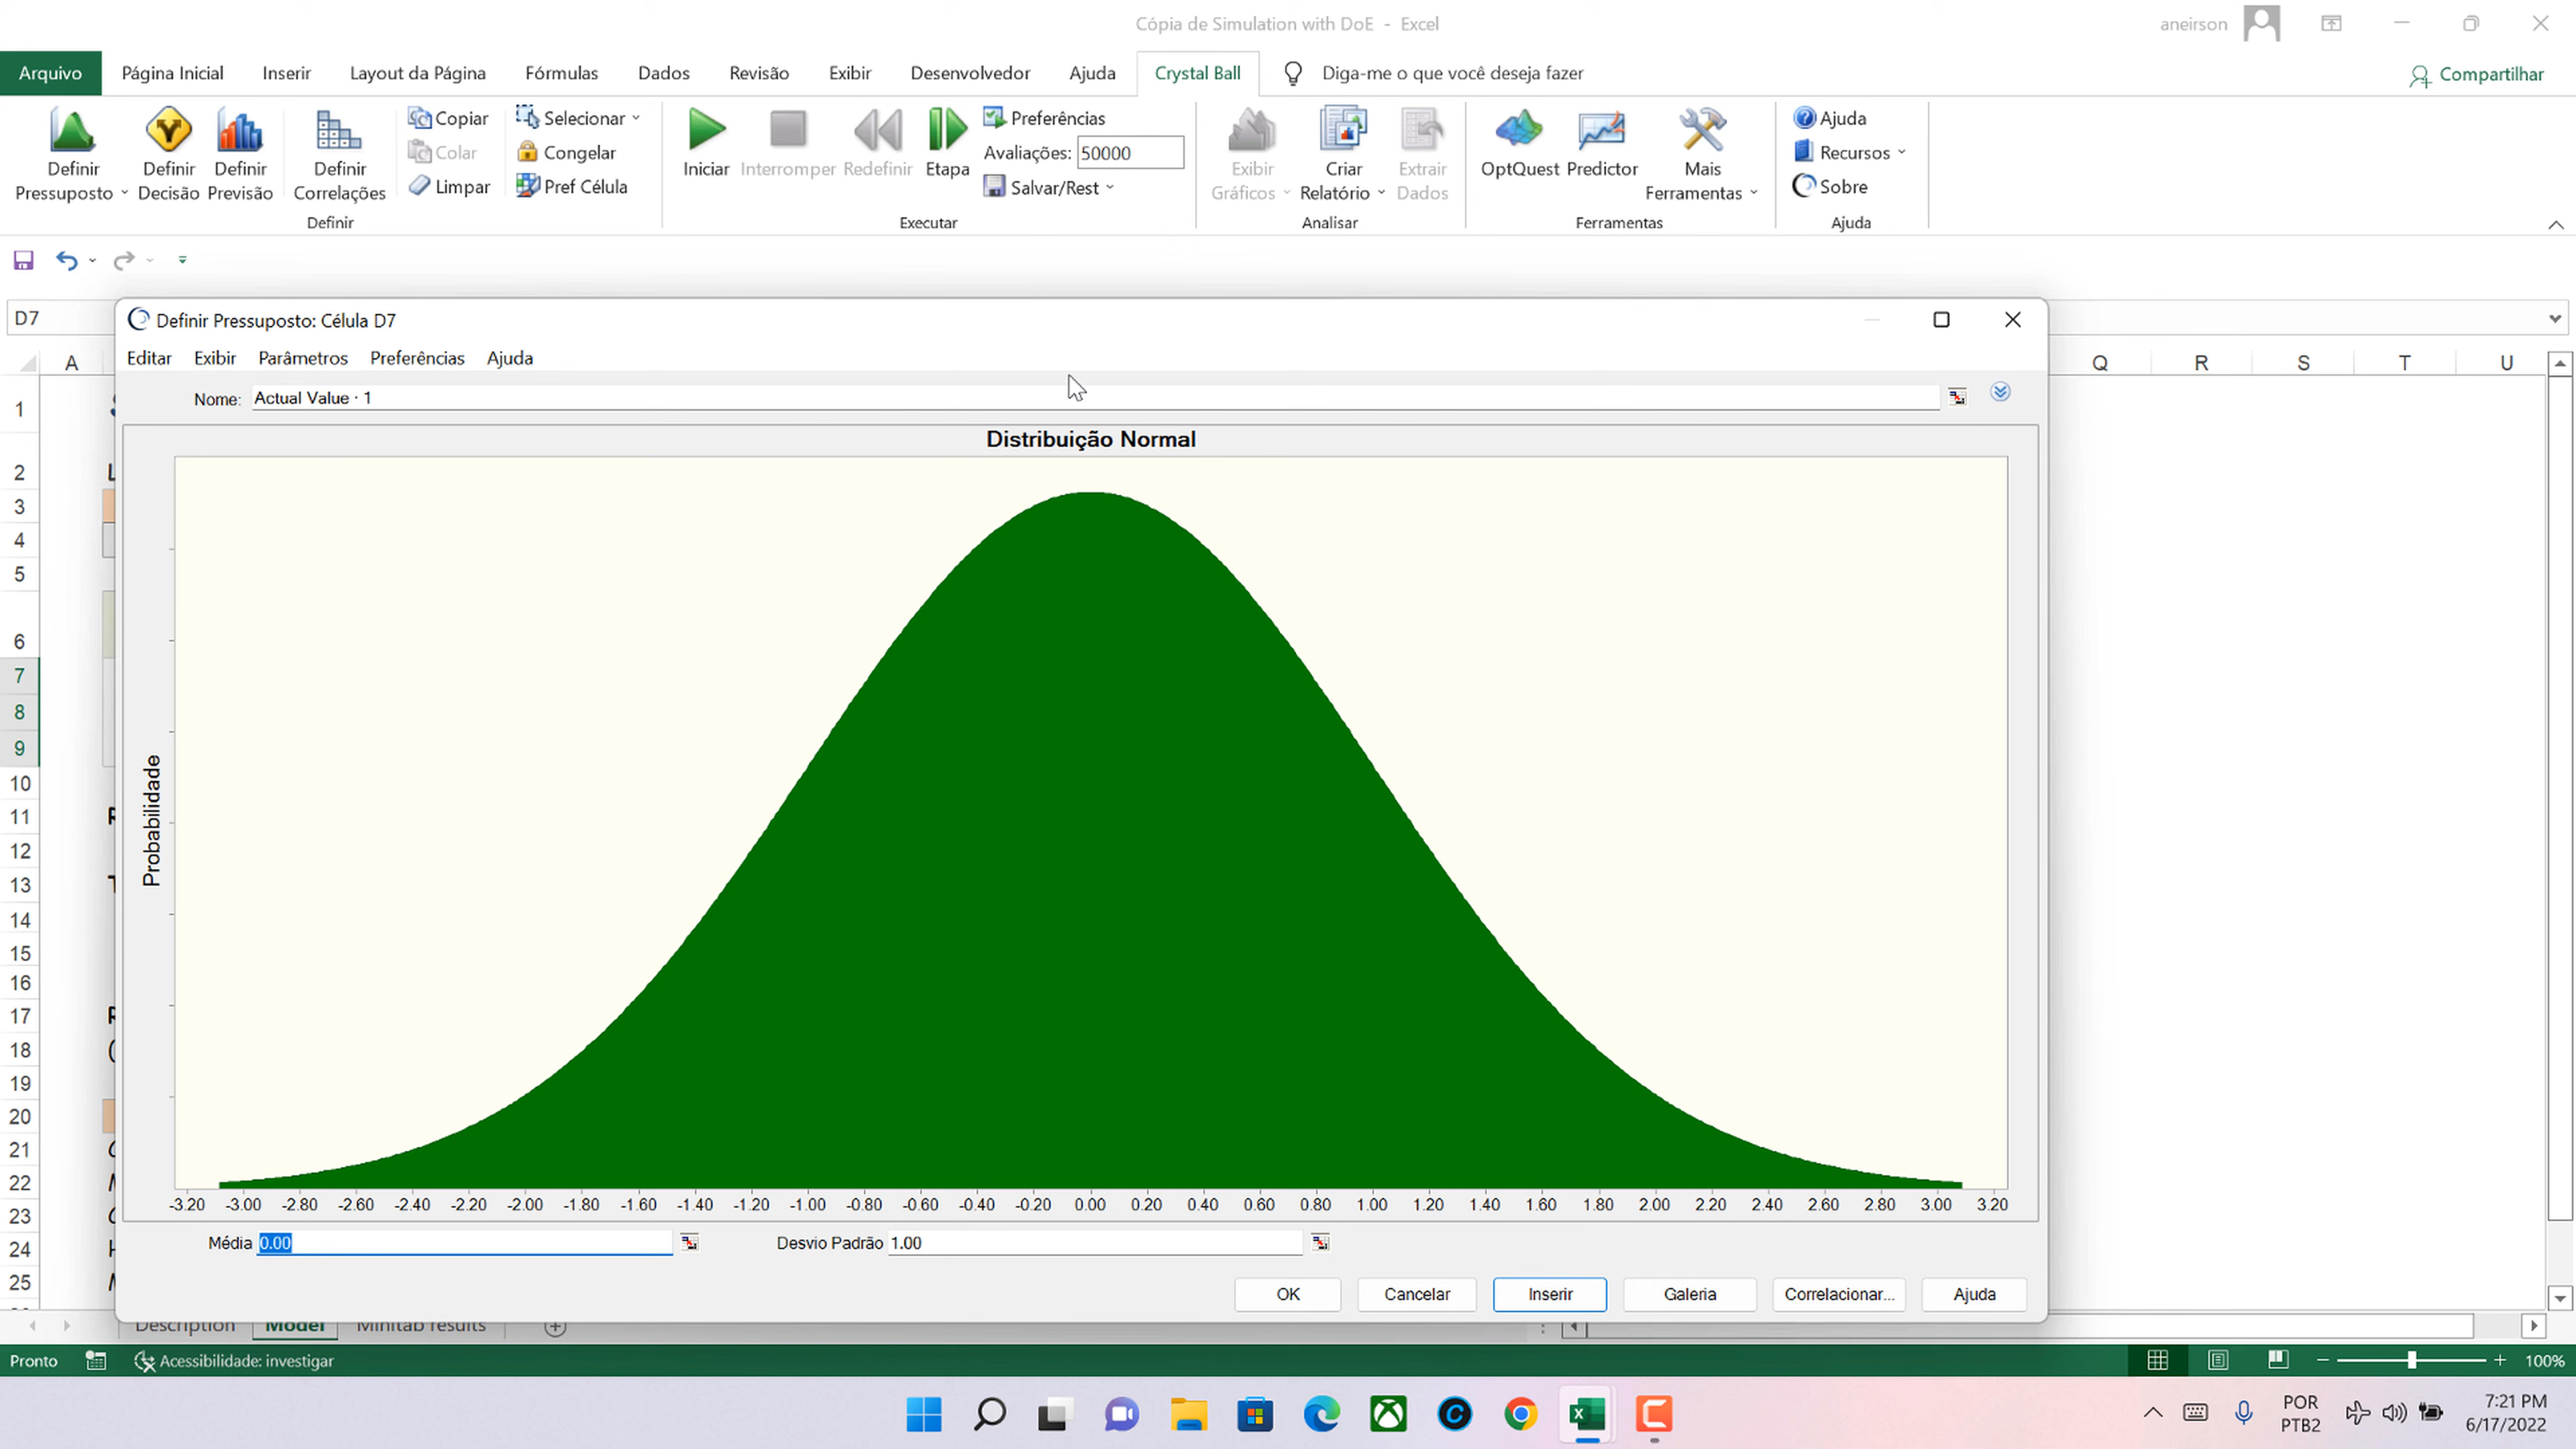 Cópia de Simulation with DoE - Excel
aneirson
Arquivo Página Inicial Inserir Layout da Página Fórmulas Dados Revisão Exibir Desenvolvedor Ajuda Crystal Ball Diga-me o que você deseja fazer Compartilhar
Definir Pressuposto
Definir Decisão
Definir Previsão
Definir Correlações
Copiar
Colar
Limpar
Selecionar
Congelar
Pref Célula
Definir
Iniciar
Interromper
Redefinir
Etapa
Preferências
Avaliações: 50000
Salvar/Rest
Executar
Exibir Gráficos
Criar Relatório
Extrair Dados
Analisar
OptQuest
Predictor
Mais Ferramentas
Ferramentas
Ajuda
Recursos
Sobre
Ajuda
D7
Definir Pressuposto: Célula D7
Editar Exibir Parâmetros Preferências Ajuda
Nome: Actual Value · 1
A Q R S T U
1
2
3
4
5
6
7
8
9
10
11
12
13
14
15
16
17
18
19
20
21
22
23
24
25
Distribuição Normal
Probabilidade
-3.20 -3.00 -2.80 -2.60 -2.40 -2.20 -2.00 -1.80 -1.60 -1.40 -1.20 -1.00 -0.80 -0.60 -0.40 -0.20 0.00 0.20 0.40 0.60 0.80 1.00 1.20 1.40 1.60 1.80 2.00 2.20 2.40 2.60 2.80 3.00 3.20
Média 0.00 Desvio Padrão 1.00
OK Cancelar Inserir Galeria Correlacionar... Ajuda
Description Model Minitab results
Pronto Acessibilidade: investigar 100%
POR
PTB2
7:21 PM
6/17/2022